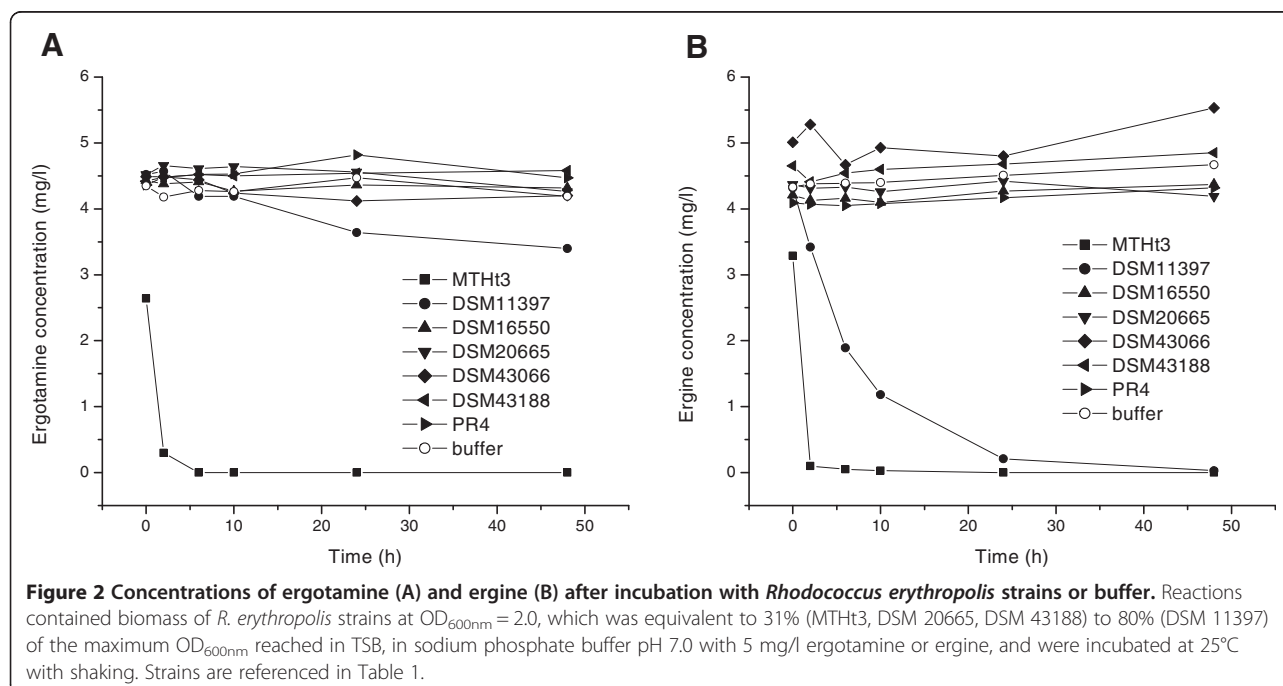 A
6
5
4
3
2
1
0
Ergotamine concentration (mg/l)
MTHt3
DSM11397
DSM16550
DSM20665
DSM43066
DSM43188
PR4
buffer
0 10 20 30 40 50
Time (h)
B
6
5
4
3
2
1
0
Ergine concentration (mg/l)
MTHt3
DSM11397
DSM16550
DSM20665
DSM43066
DSM43188
PR4
buffer
0 10 20 30 40 50
Time (h)
Figure 2 Concentrations of ergotamine (A) and ergine (B) after incubation with Rhodococcus erythropolis strains or buffer. Reactions
contained biomass of R. erythropolis strains at OD600nm = 2.0, which was equivalent to 31% (MTHt3, DSM 20665, DSM 43188) to 80% (DSM 11397)
of the maximum OD600nm reached in TSB, in sodium phosphate buffer pH 7.0 with 5 mg/l ergotamine or ergine, and were incubated at 25°C
with shaking. Strains are referenced in Table 1.